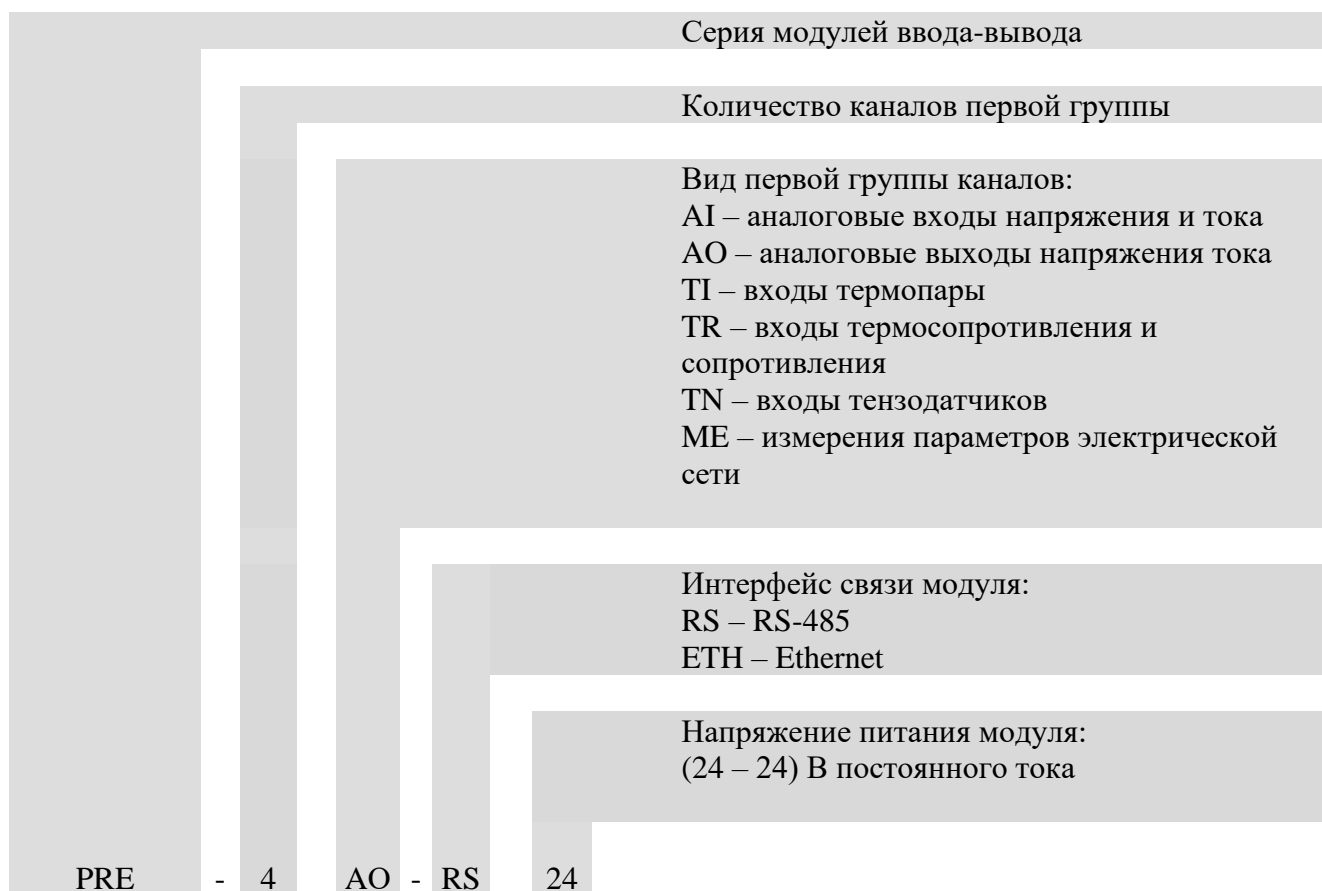 Серия модулей ввода-вывода
Количество каналов первой группы
Вид первой группы каналов:
AI – аналоговые входы напряжения и тока
AO – аналоговые выходы напряжения тока
TI – входы термопары
TR – входы термосопротивления и
сопротивления
TN – входы тензодатчиков
ME – измерения параметров электрической
сети
Интерфейс связи модуля:
RS – RS-485
ETH – Ethernet
Напряжение питания модуля:
(24 – 24) В постоянного тока
PRE - 4 AO - RS 24